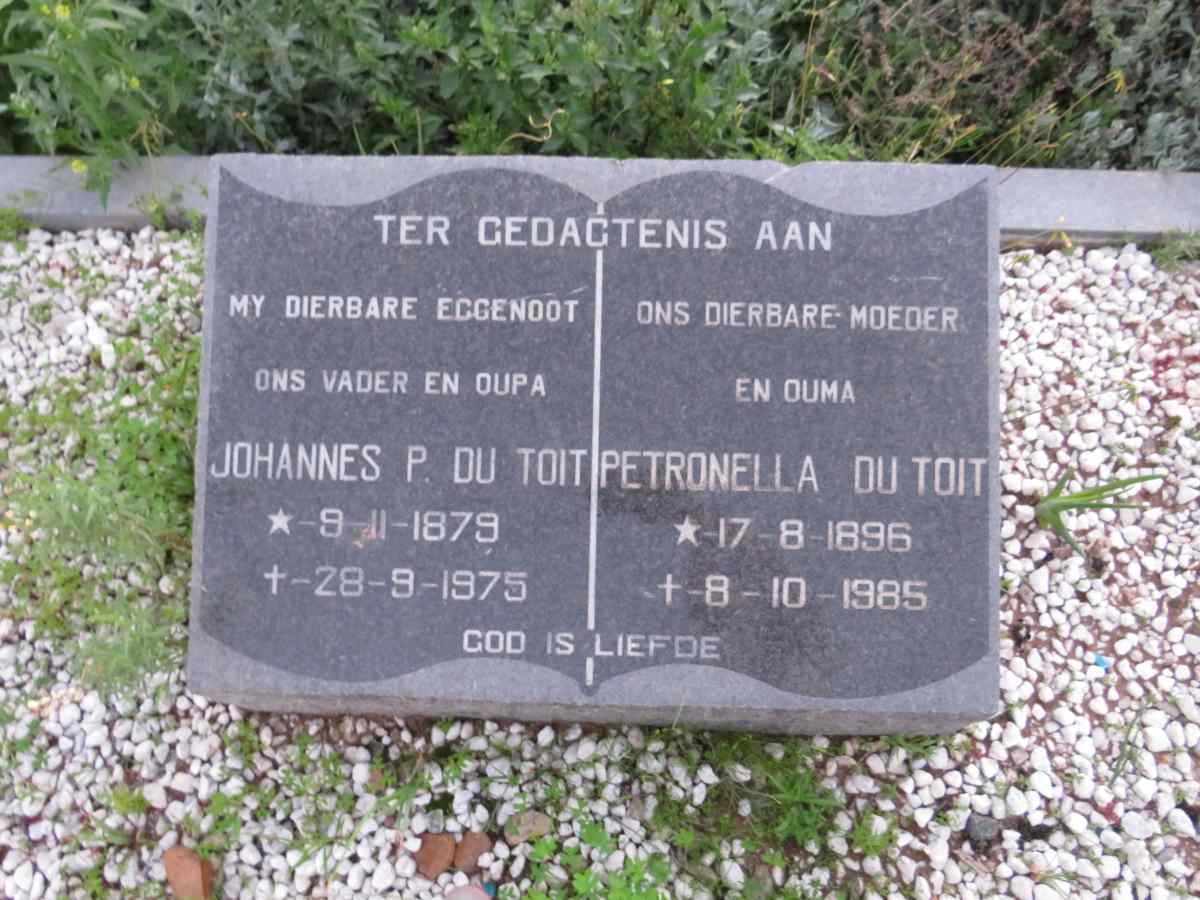 TER GEDAGTENIS AAN
MY DIERBARE EGGENOOT
ONS VADER EN OUPA
JOHANNES P. DU TOIT
★-9-11-1879
†-28-9-1975
ONS DIERBARE MOEDER
EN OUMA
PETRONELLA DU TOIT
★-17-8-1896
†-8-10-1985
GOD IS LIEFDE